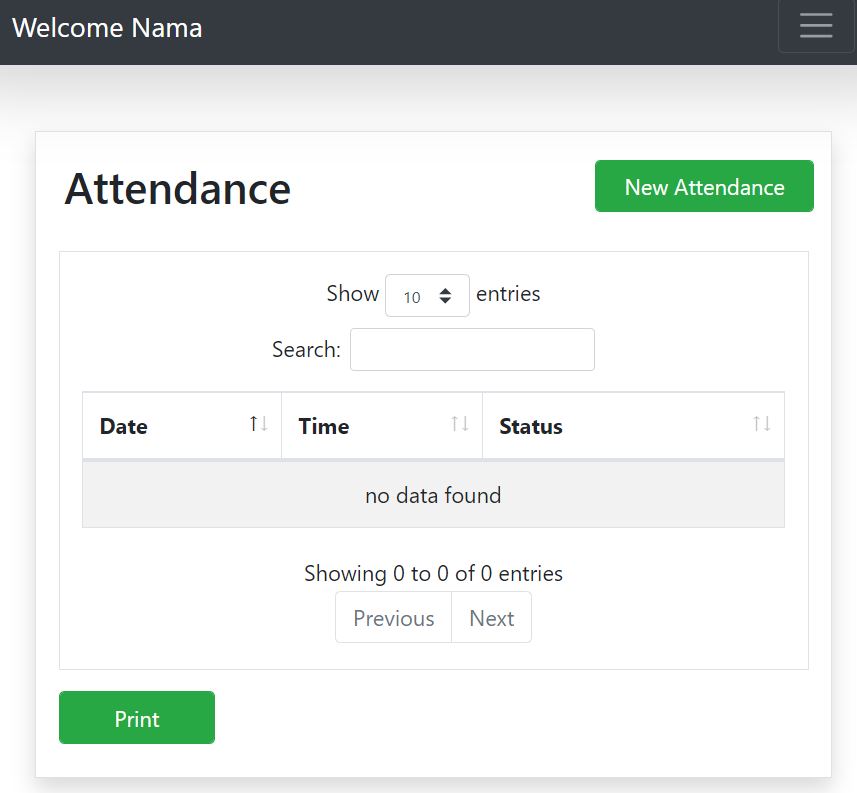 Welcome Nama
Attendance
New Attendance
Show 10 entries
Search:
Date Time Status
no data found
Showing 0 to 0 of 0 entries
Previous Next
Print